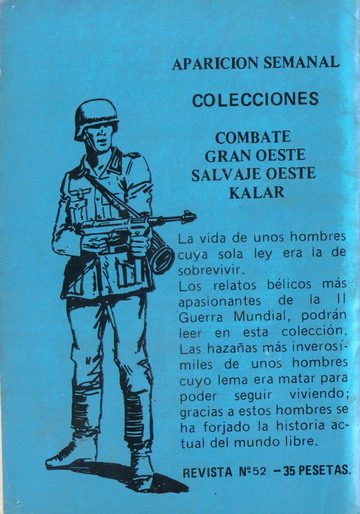 APARICION SEMANAL
COLECCIONES
COMBATE
GRAN OESTE
SALVAJE OESTE
KALAR
La vida de unos hombres
cuya sola ley era la de
sobrevivir.
Los relatos bélicos más
apasionantes de la II
Guerra Mundial, podrán
leer en esta colección.
Las hazañas más inverosí-
miles de unos hombres
cuyo lema era matar para
poder seguir viviendo;
gracias a estos hombres se
ha forjado la historia ac-
tual del mundo libre.
REVISTA Nº52 – 35 PESETAS.